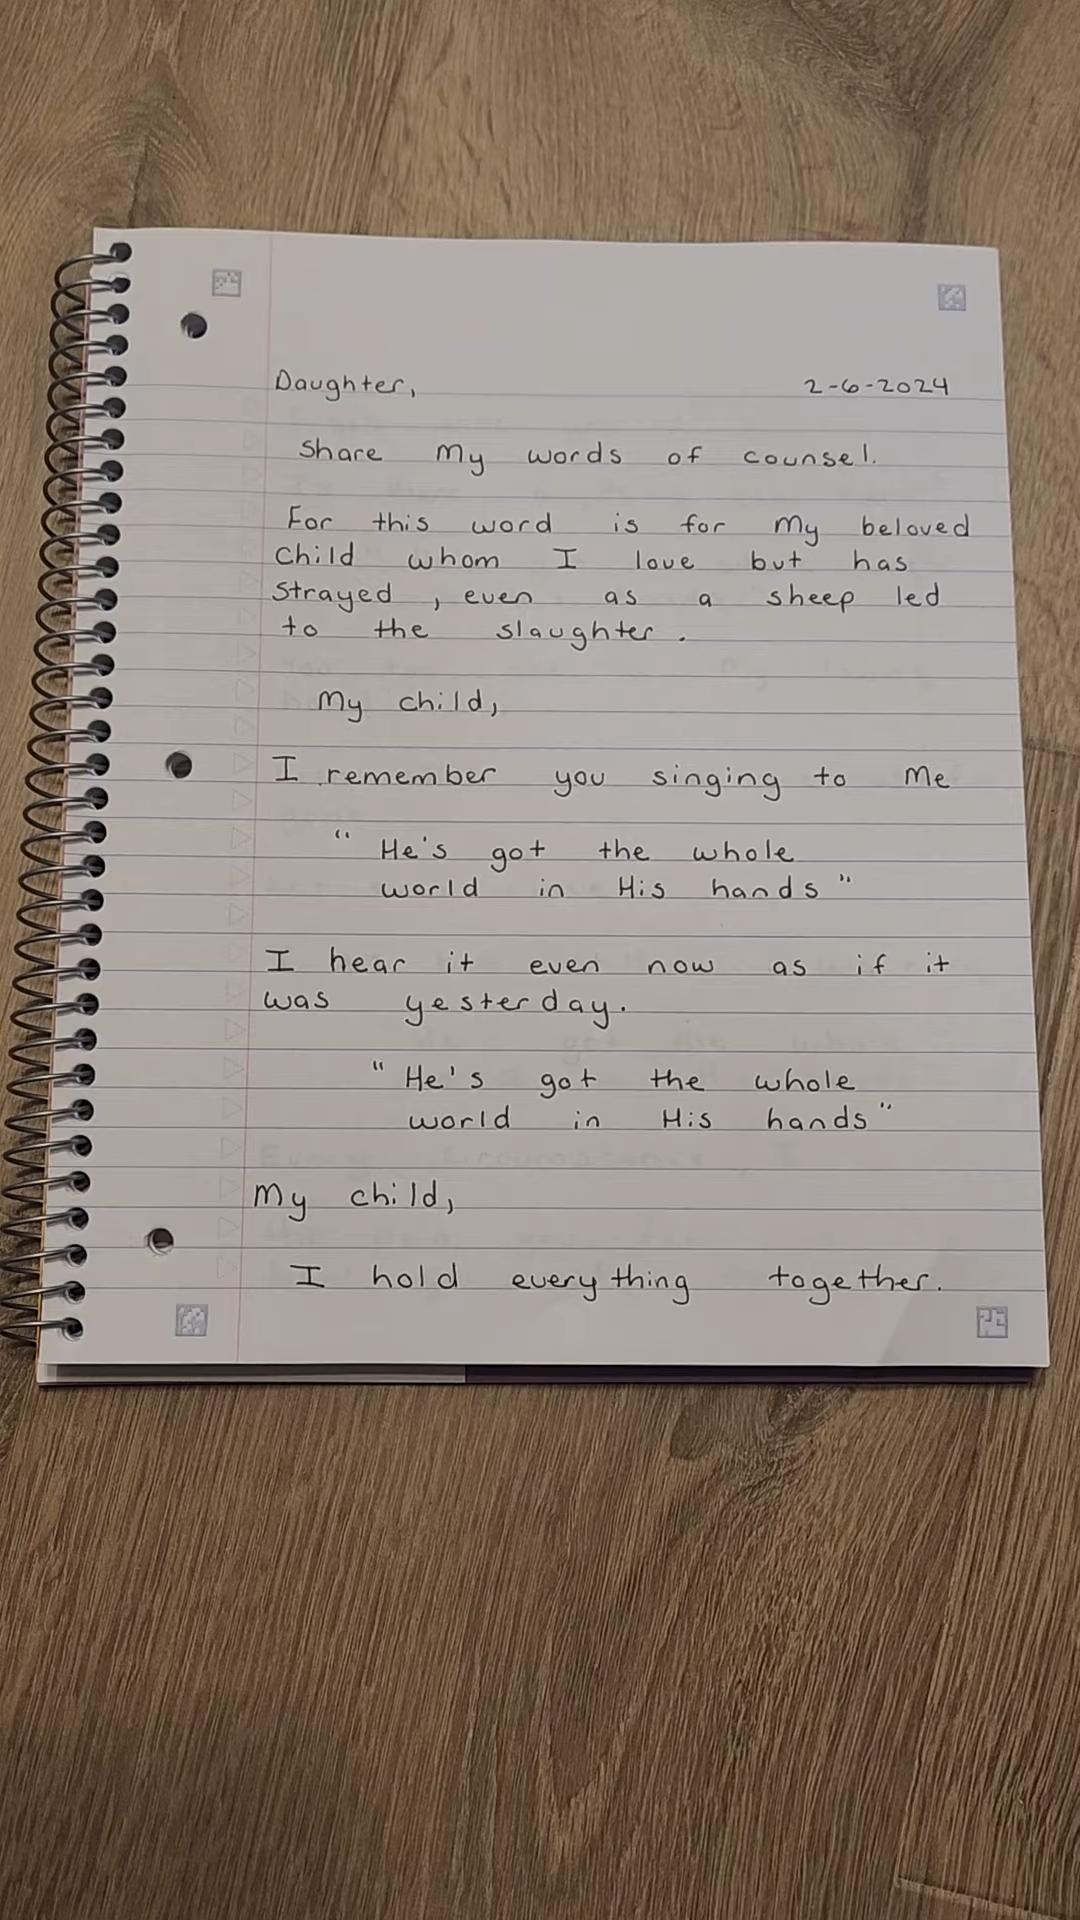 Daughter, 2-6-2024
Share My words of counsel.
For this word is for My beloved
Child whom I love but has
Strayed, even as a sheep led
to the slaughter.
My child,
I remember you singing to Me
" He's got the whole
world in His hands "
I hear it even now as if it
was yesterday.
" He's got the whole
world in His hands "
My child,
I hold everything together.